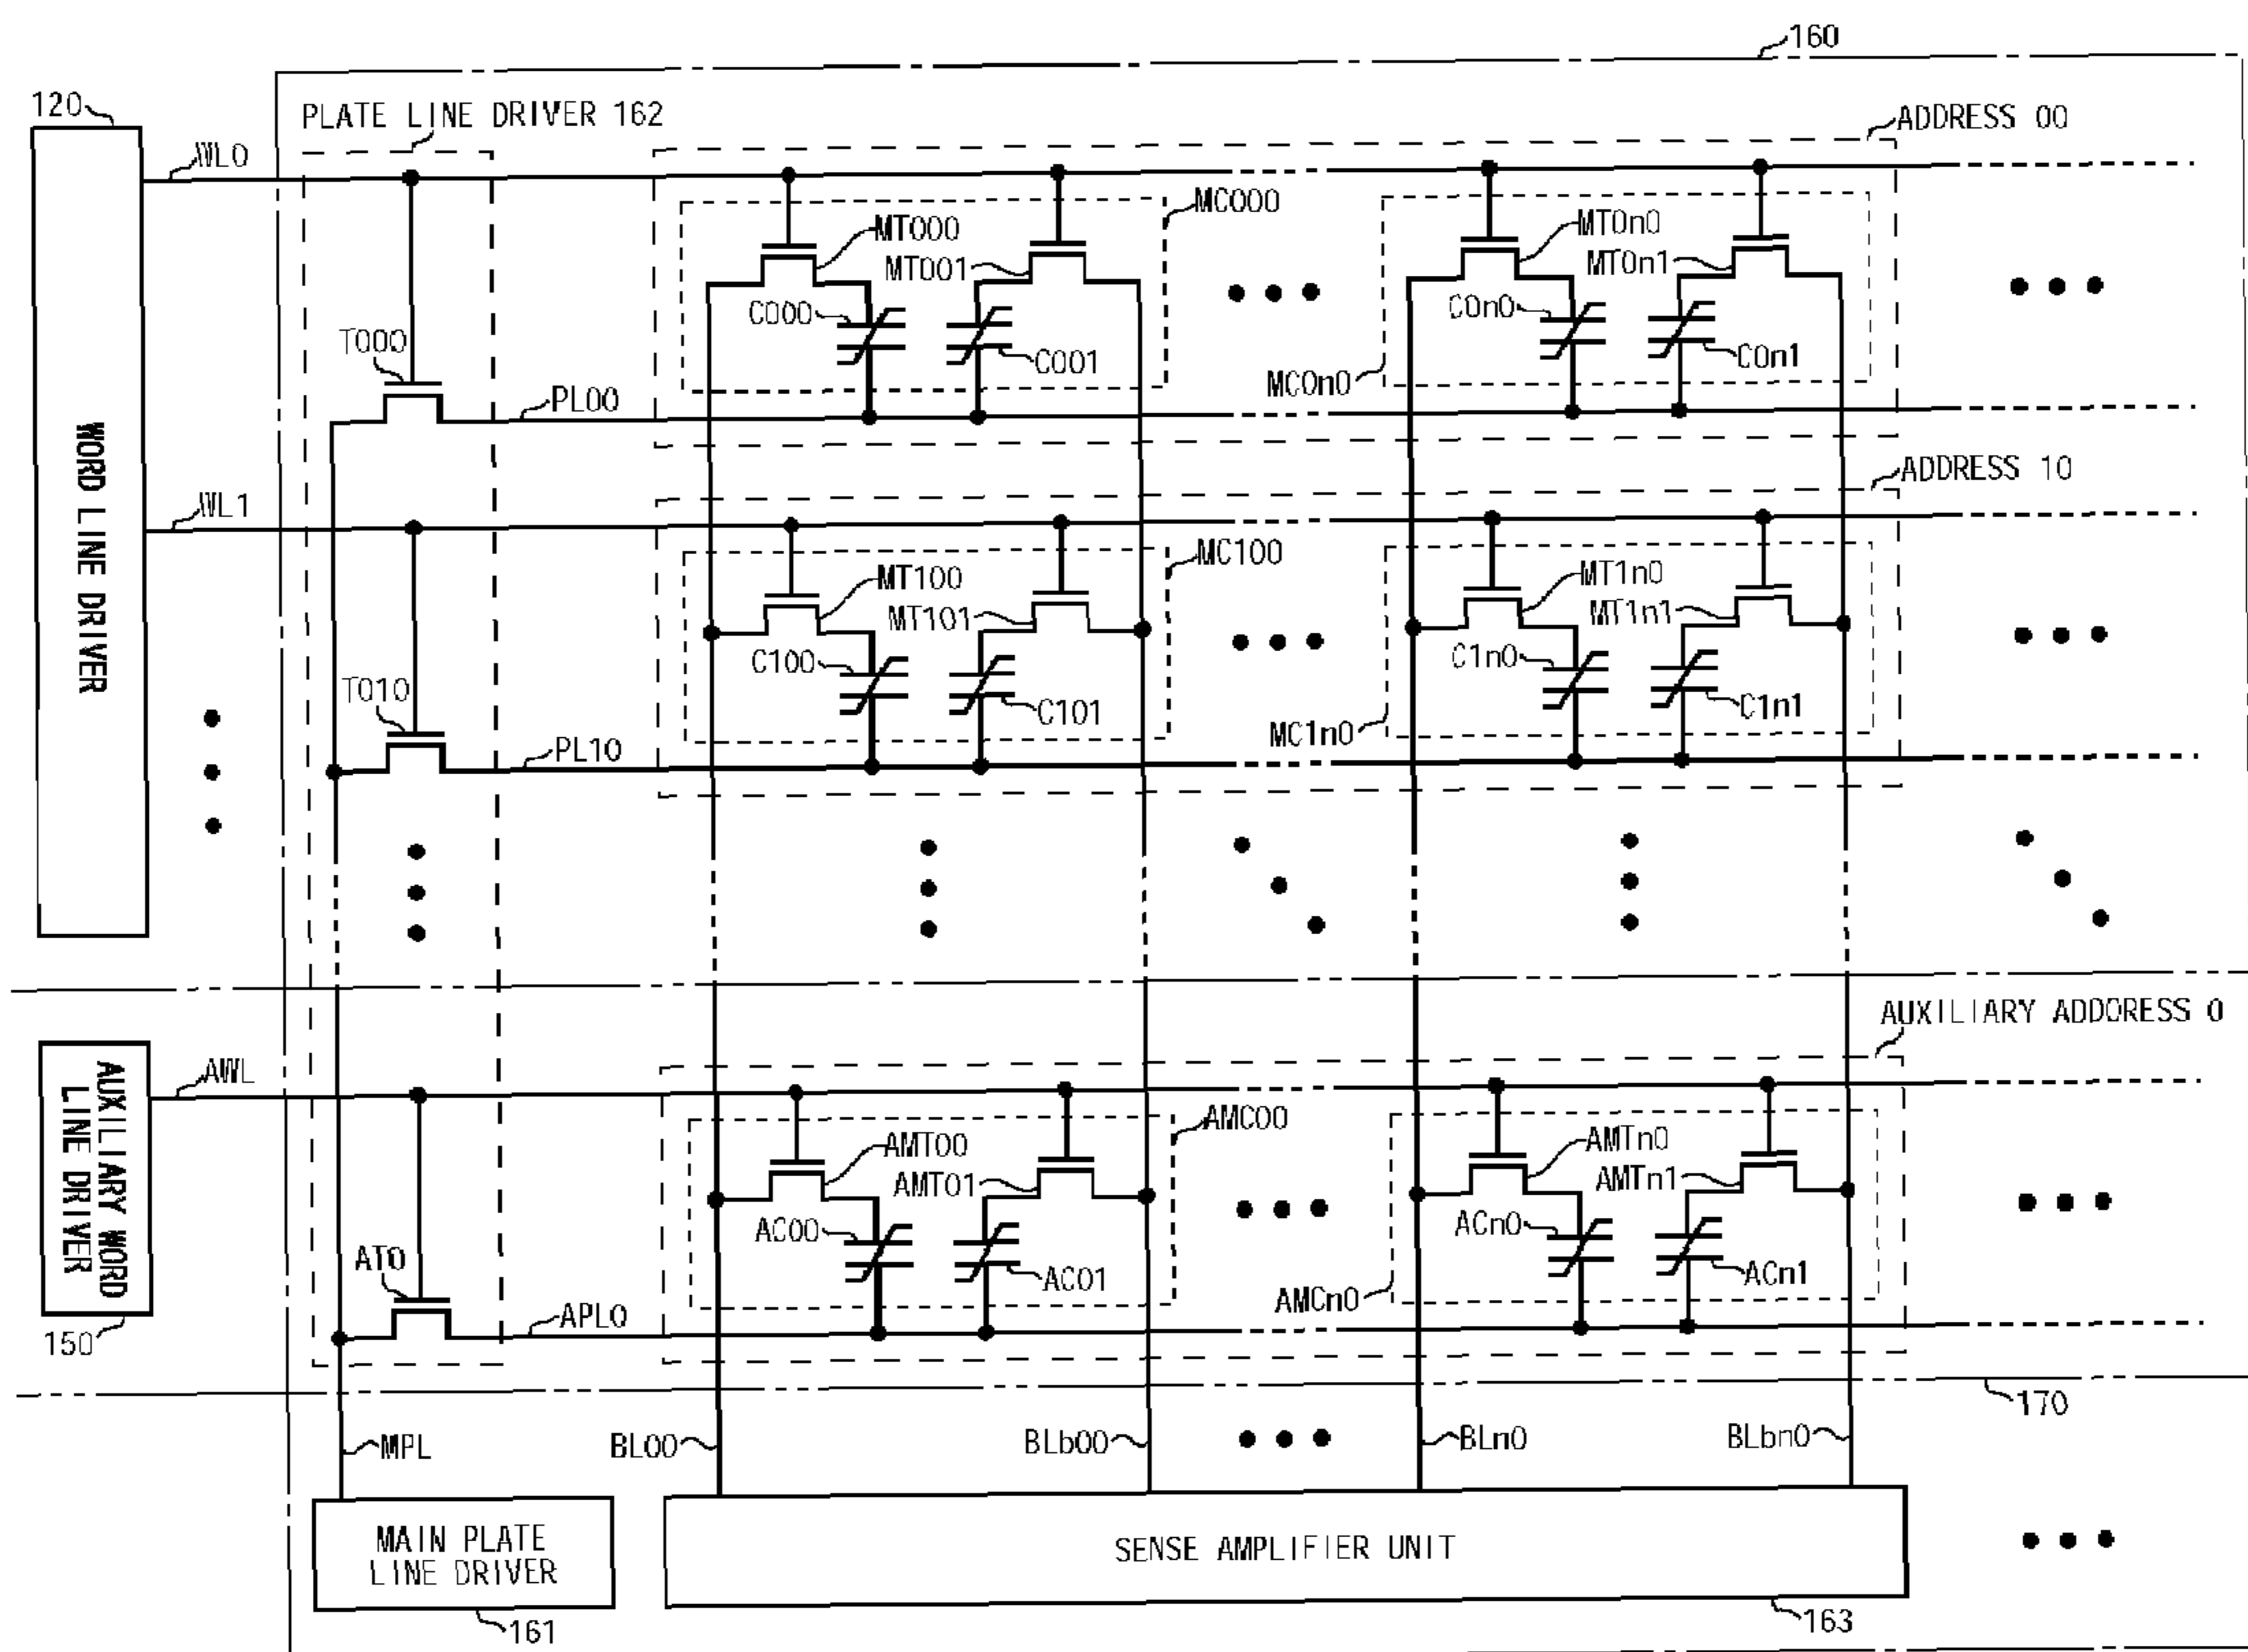 160
120
PLATE LINE DRIVER 162
ADDRESS 00
WL0
MC000
MT000
MT0n0
MT001
MT0n1
C000
C0n0
T000
C001
C0n1
MC0n0
PL00
WORD LINE DRIVER
ADDRESS 10
WL1
MC100
MT100
MT1n0
MT101
MT1n1
C100
C1n0
T010
C101
C1n1
MC1n0
PL10
AUXILIARY ADDORESS 0
AWL
AUXILIARY WORD
LINE DRIVER
AMC00
AMT00
AMTn0
AMT01
AMTn1
AC00
ACn0
AT0
AC01
ACn1
AMCn0
APL0
150
170
MPL
BL00
BLb00
BLn0
BLbn0
MAIN PLATE
LINE DRIVER
SENSE AMPLIFIER UNIT
161
163